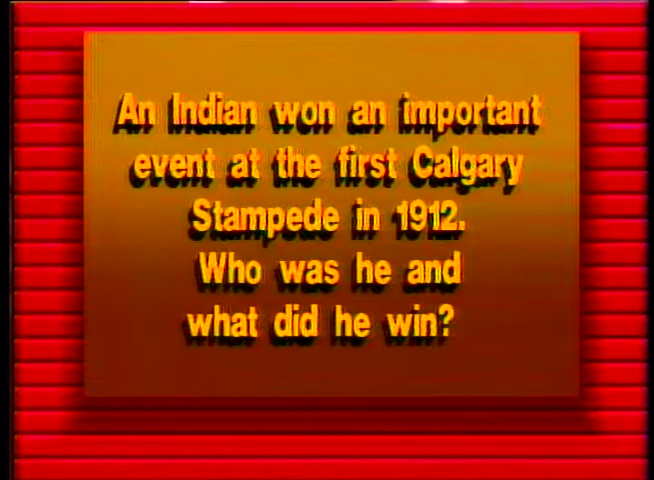 An Indian won an important
event at the first Calgary
Stampede in 1912.
Who was he and
what did he win?